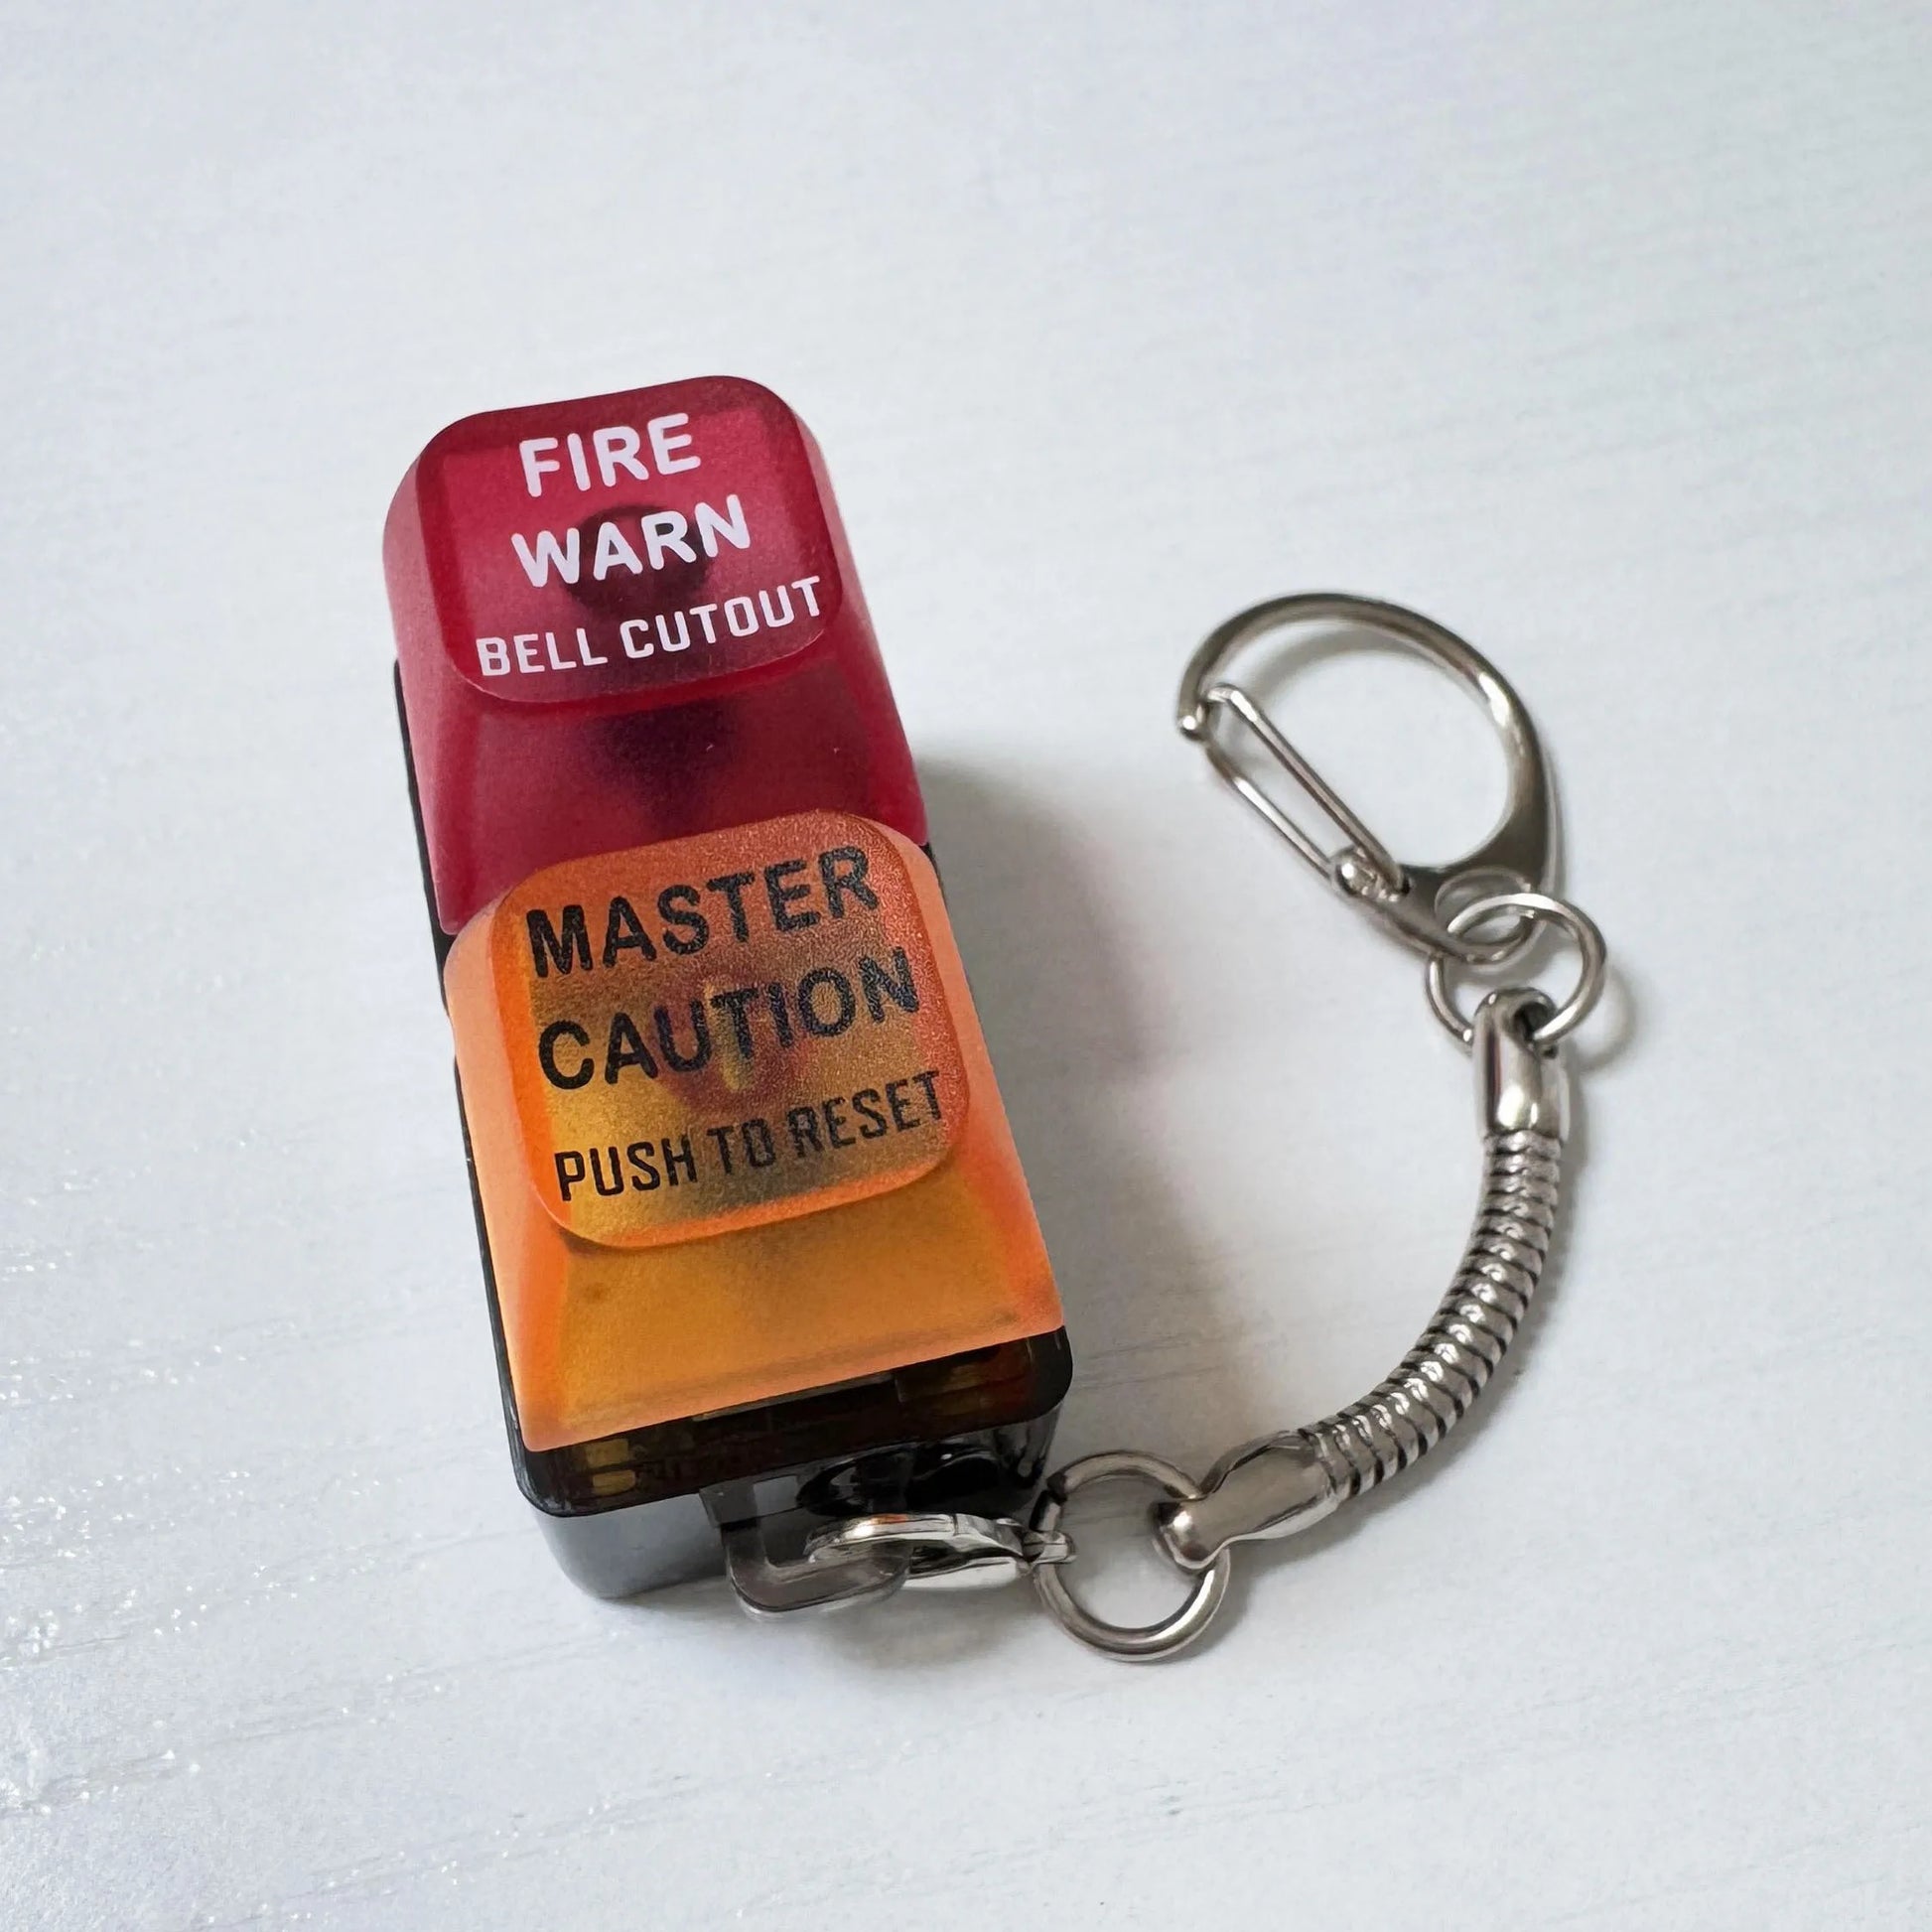 FIRE
WARN
BELL CUTOUT
MASTER
CAUTION
PUSH TO RESET